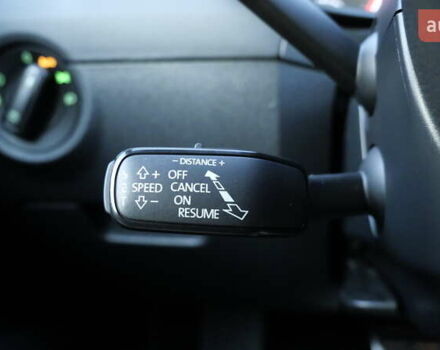 - DISTANCE +
+ OFF
SPEED CANCEL
- ON
RESUME